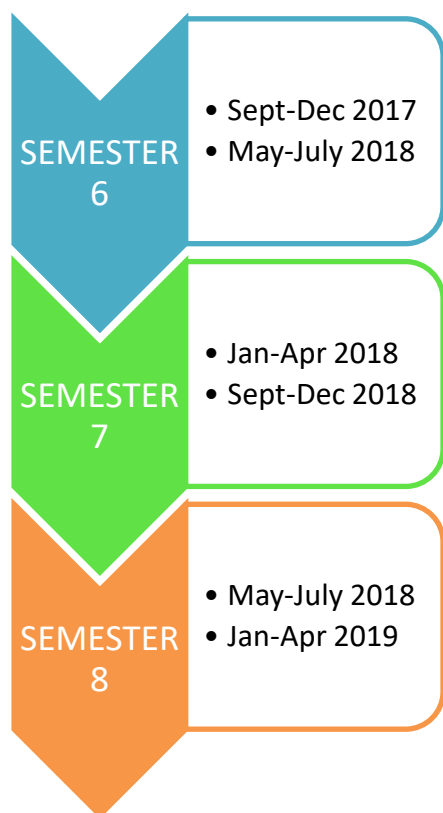 SEMESTER
6
• Sept-Dec 2017
• May-July 2018
SEMESTER
7
• Jan-Apr 2018
• Sept-Dec 2018
SEMESTER
8
• May-July 2018
• Jan-Apr 2019